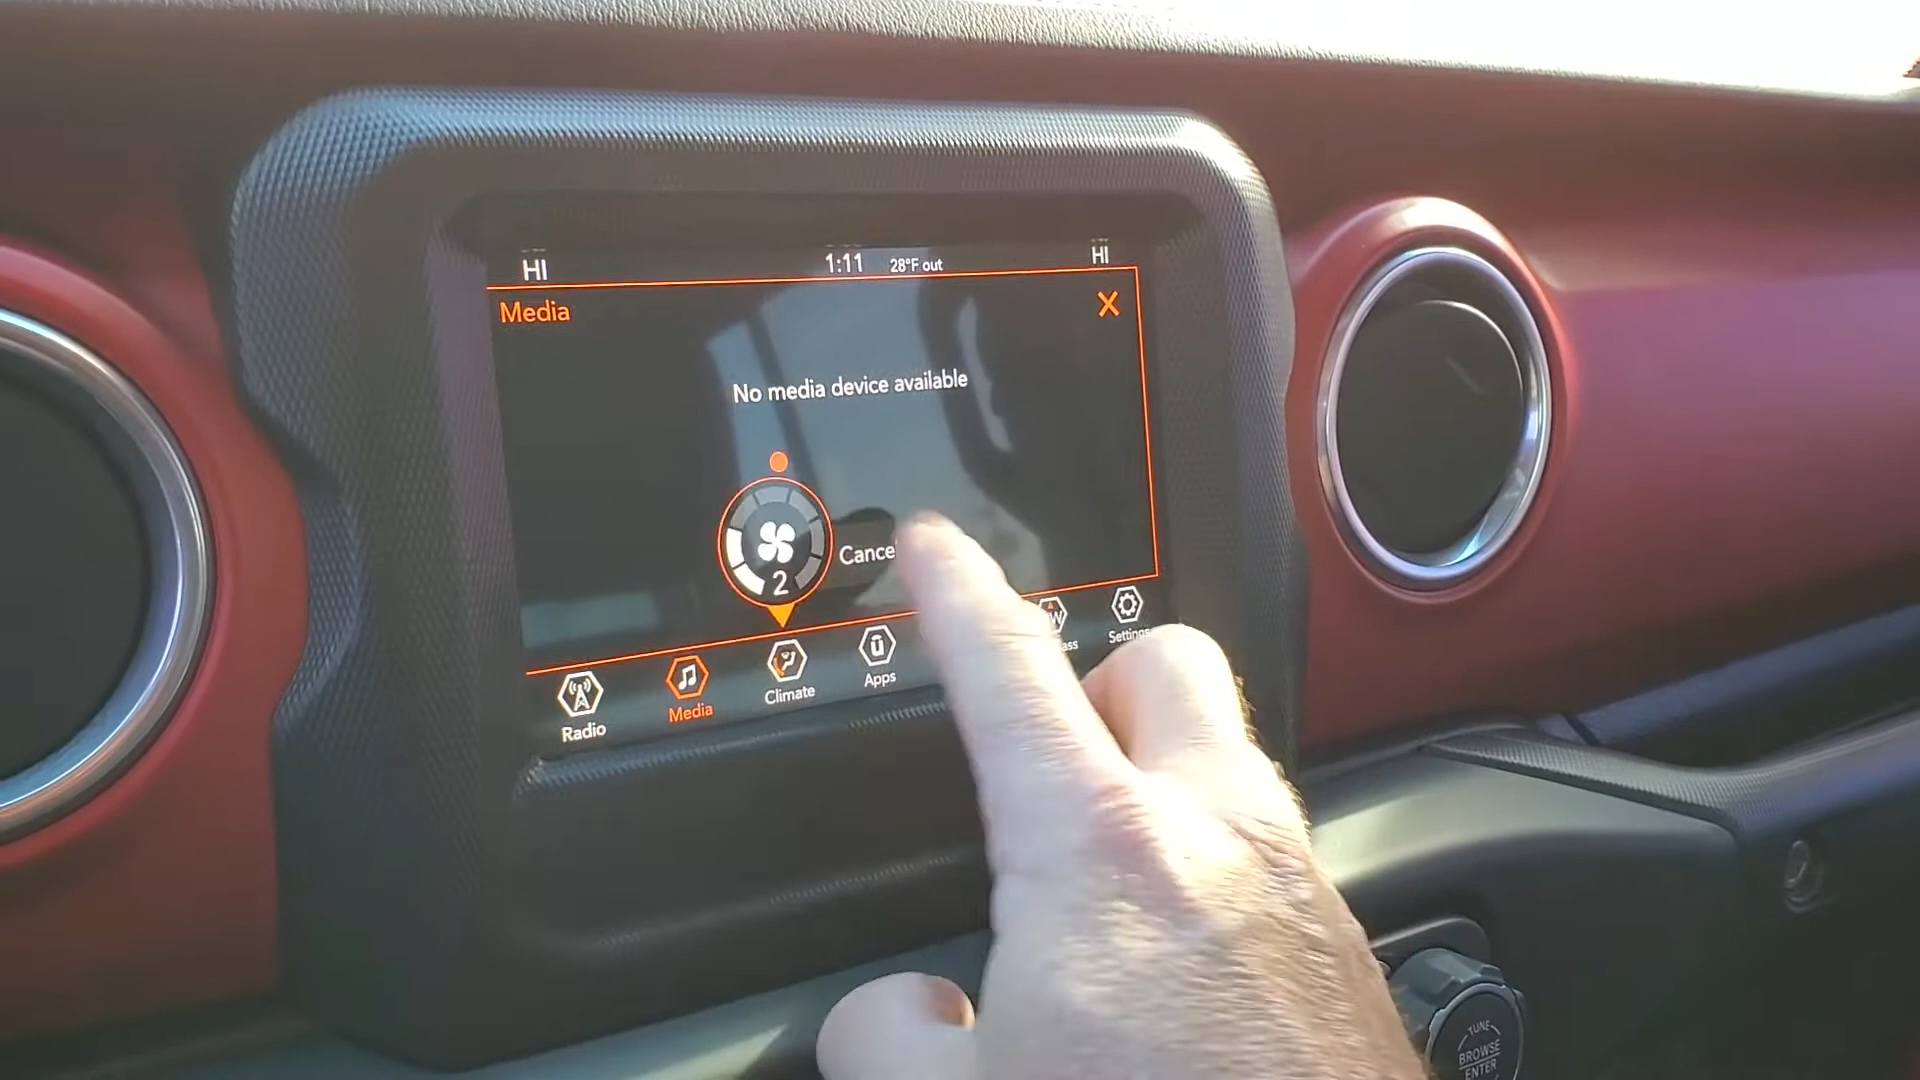 HI
1:11
28°F out
HI
Media
X
No media device available
2
Radio
Media
Climate
Apps
Settings
TUNE
BROWSE
ENTER